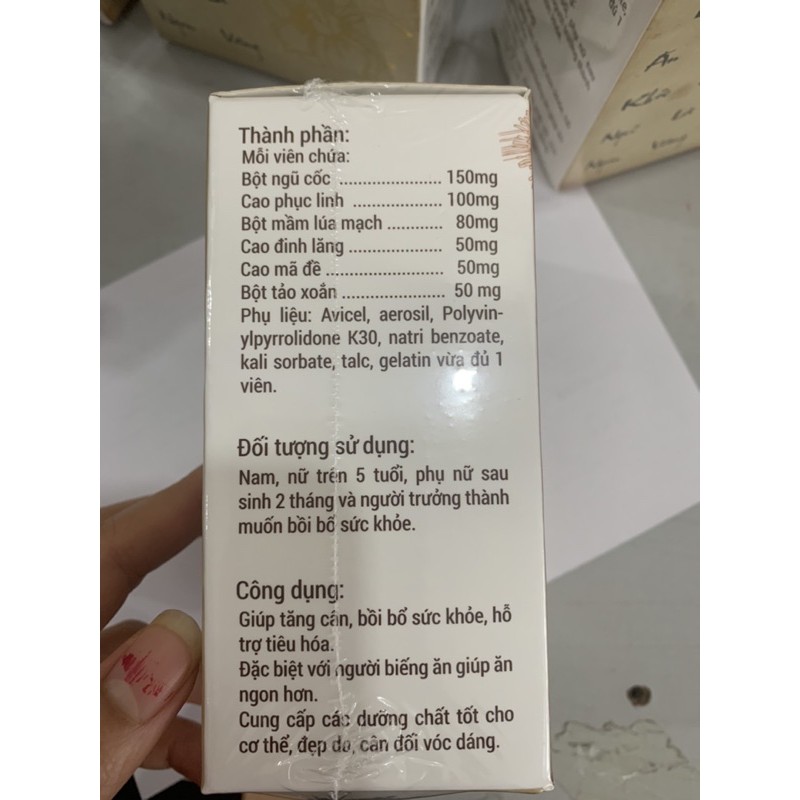 Thành phần:
Mỗi viên chứa:
Bột ngũ cốc ..................... 150mg
Cao phục linh .................. 100mg
Bột mầm lúa mạch ............ 80mg
Cao đinh lăng .................... 50mg
Cao mã đề ......................... 50mg
Bột tảo xoắn ...................... 50 mg
Phụ liệu: Avicel, aerosil, Polyvin-
ylpyrrolidone K30, natri benzoate,
kali sorbate, talc, gelatin vừa đủ 1
viên.
Đối tượng sử dụng:
Nam, nữ trên 5 tuổi, phụ nữ sau
sinh 2 tháng và người trưởng thành
muốn bồi bổ sức khỏe.
Công dụng:
Giúp tăng cân, bồi bổ sức khỏe, hỗ
trợ tiêu hóa.
Đặc biệt với người biếng ăn giúp ăn
ngon hơn.
Cung cấp các dưỡng chất tốt cho
cơ thể, đẹp da, cân đối vóc dáng.